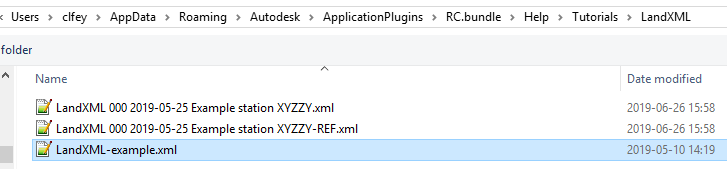 Users > clfey > AppData > Roaming > Autodesk > ApplicationPlugins > RC.bundle > Help > Tutorials > LandXML
folder
Name Date modified
LandXML 000 2019-05-25 Example station XYZZY.xml 2019-06-26 15:58
LandXML 000 2019-05-25 Example station XYZZY-REF.xml 2019-06-26 15:58
LandXML-example.xml 2019-05-10 14:19